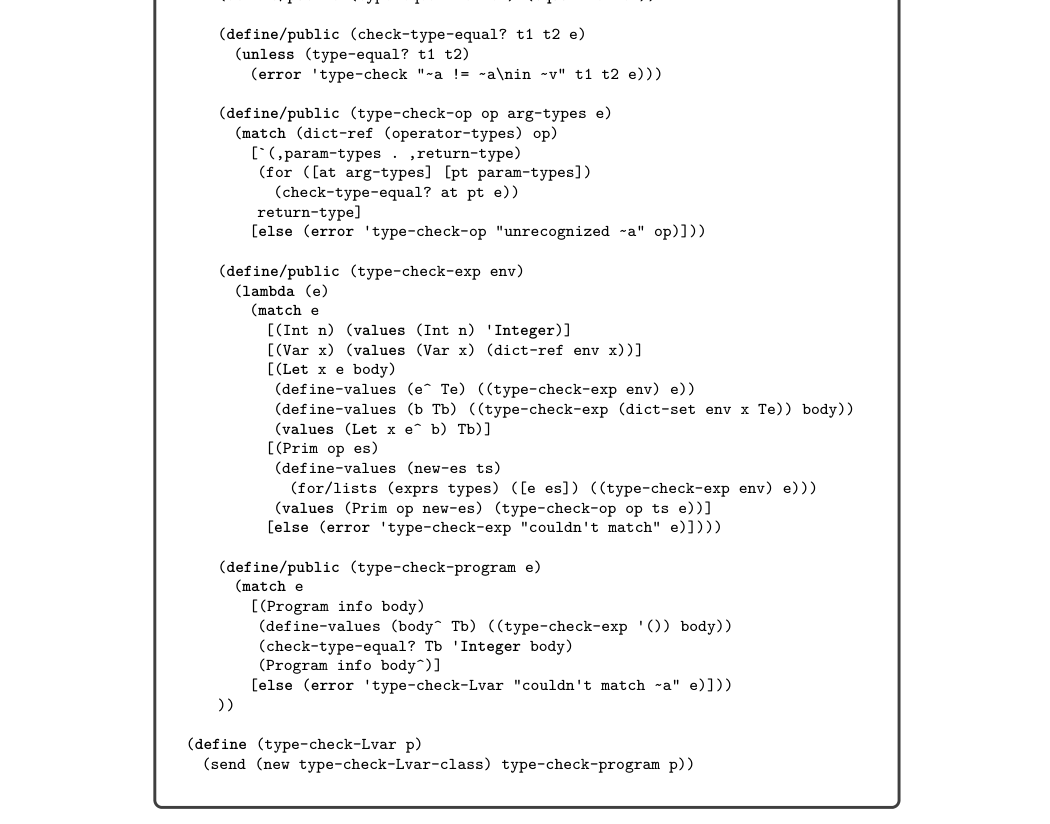 (define/public (check-type-equal? t1 t2 e)
(unless (type-equal? t1 t2)
(error 'type-check "~a != ~a\nin ~v" t1 t2 e)))
(define/public (type-check-op op arg-types e)
(match (dict-ref (operator-types) op)
[`(,param-types . ,return-type)
(for ([at arg-types] [pt param-types])
(check-type-equal? at pt e))
return-type]
[else (error 'type-check-op "unrecognized ~a" op)]))
(define/public (type-check-exp env)
(lambda (e)
(match e
[(Int n) (values (Int n) 'Integer)]
[(Var x) (values (Var x) (dict-ref env x))]
[(Let x e body)
(define-values (e^ Te) ((type-check-exp env) e))
(define-values (b Tb) ((type-check-exp (dict-set env x Te)) body))
(values (Let x e^ b) Tb)]
[(Prim op es)
(define-values (new-es ts)
(for/lists (exprs types) ([e es]) ((type-check-exp env) e)))
(values (Prim op new-es) (type-check-op op ts e))]
[else (error 'type-check-exp "couldn't match" e)])))
(define/public (type-check-program e)
(match e
[(Program info body)
(define-values (body^ Tb) ((type-check-exp '()) body))
(check-type-equal? Tb 'Integer body)
(Program info body^)]
[else (error 'type-check-Lvar "couldn't match ~a" e)]))
))
(define (type-check-Lvar p)
(send (new type-check-Lvar-class) type-check-program p))